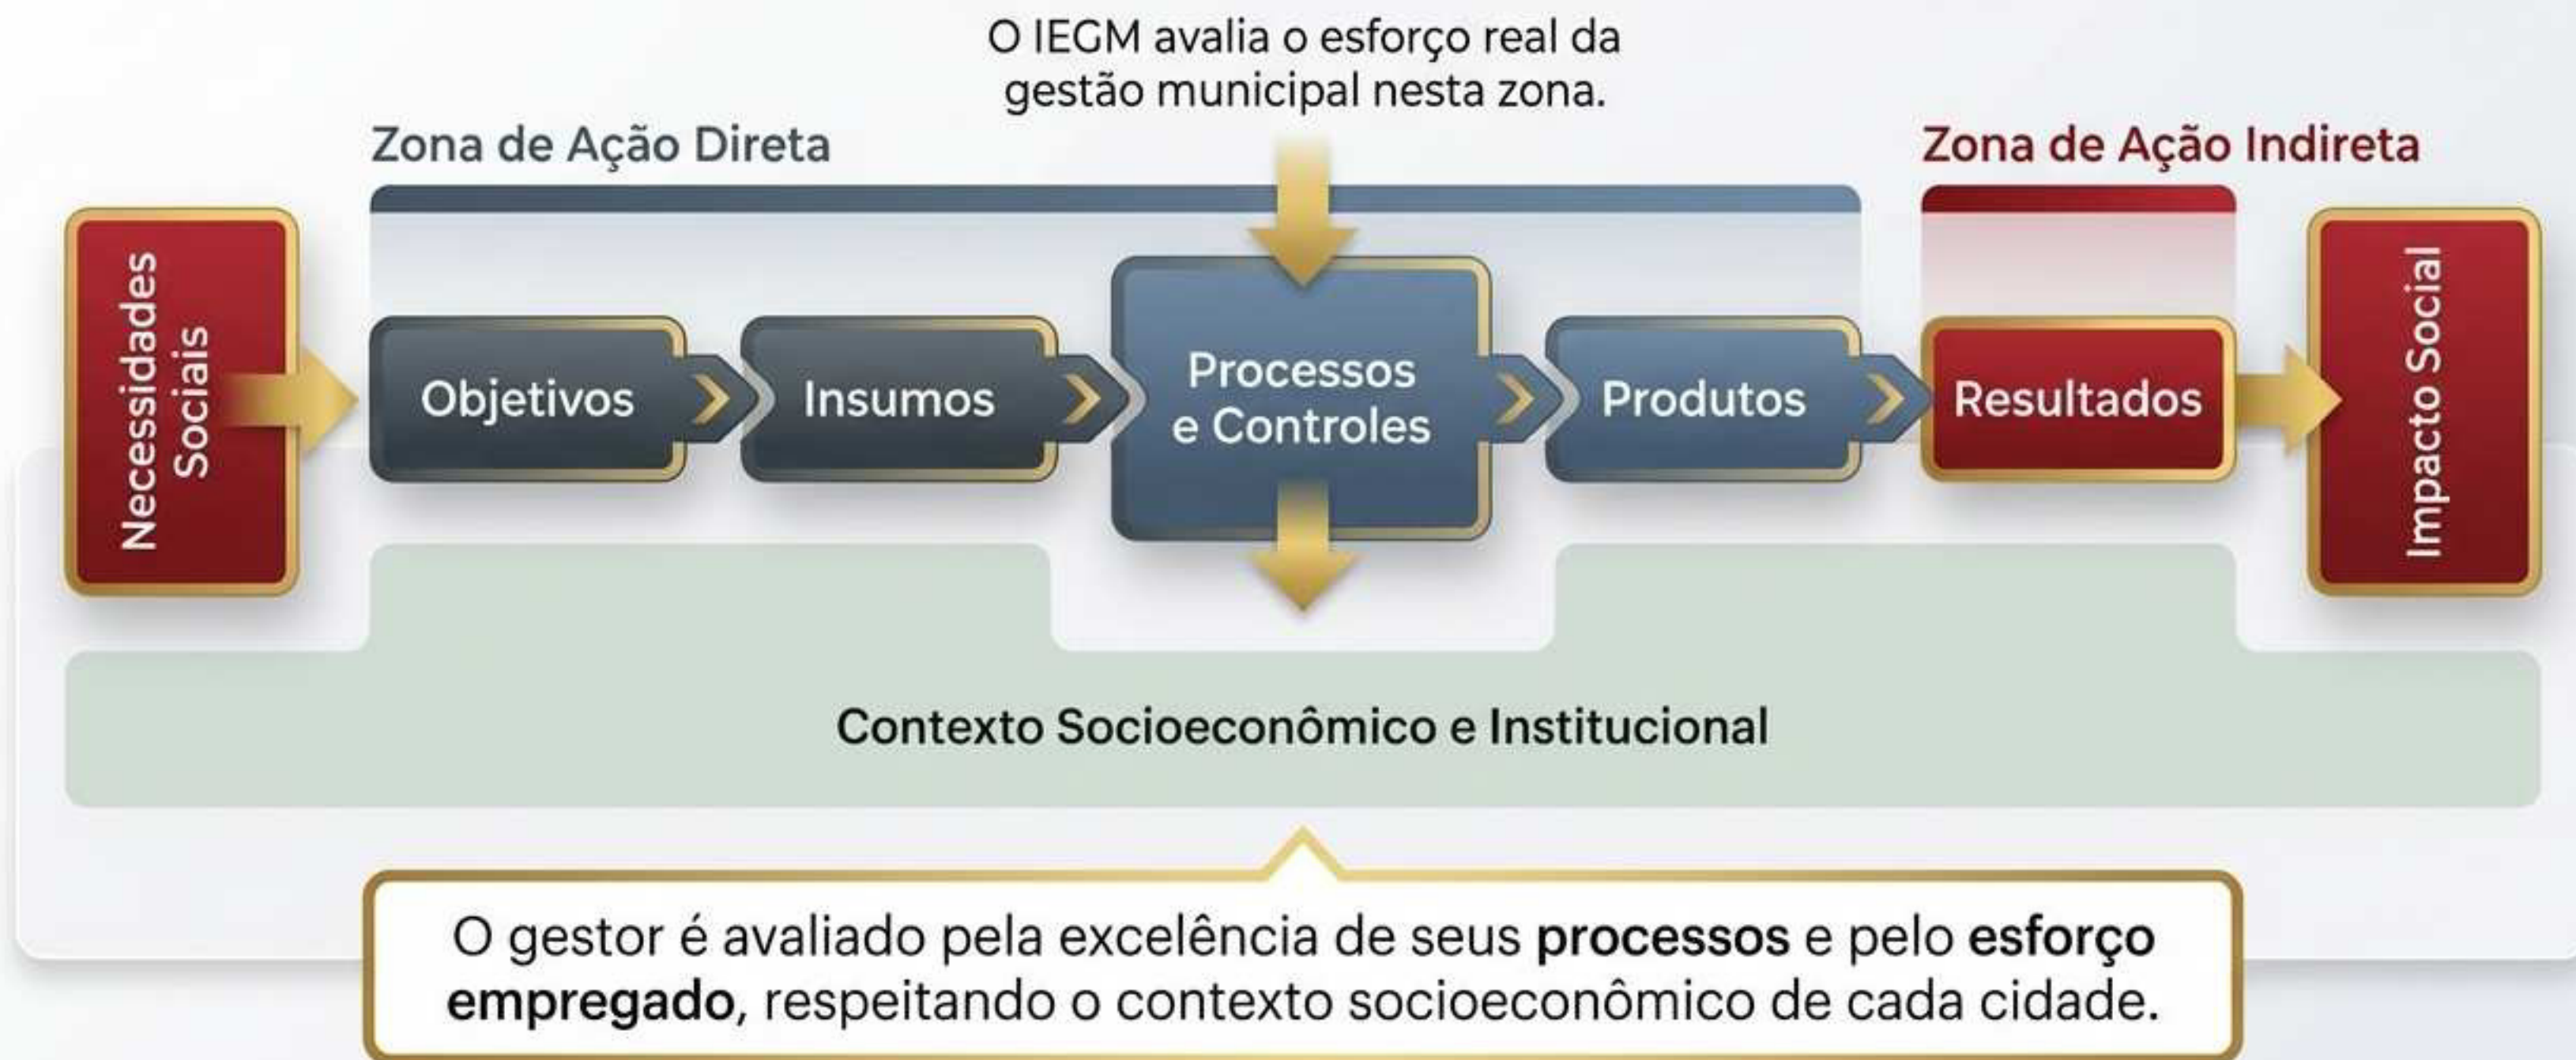 O IEGM avalia o esforço real da
gestão municipal nesta zona.
Zona de Ação Direta
Zona de Ação Indireta
Necessidades
Sociais
Objetivos
Insumos
Processos
e Controles
Produtos
Resultados
Impacto Social
Contexto Socioeconômico e Institucional
O gestor é avaliado pela excelência de seus processos e pelo esforço
empregado, respeitando o contexto socioeconômico de cada cidade.